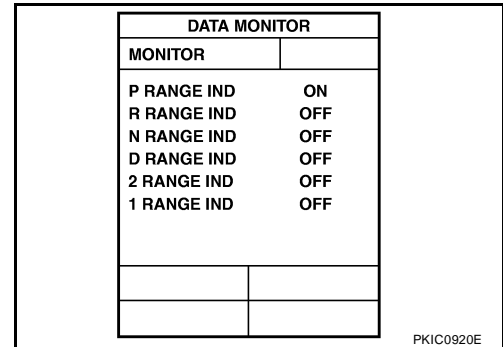 DATA MONITOR
MONITOR
P RANGE IND ON
R RANGE IND OFF
N RANGE IND OFF
D RANGE IND OFF
2 RANGE IND OFF
1 RANGE IND OFF
PKIC0920E